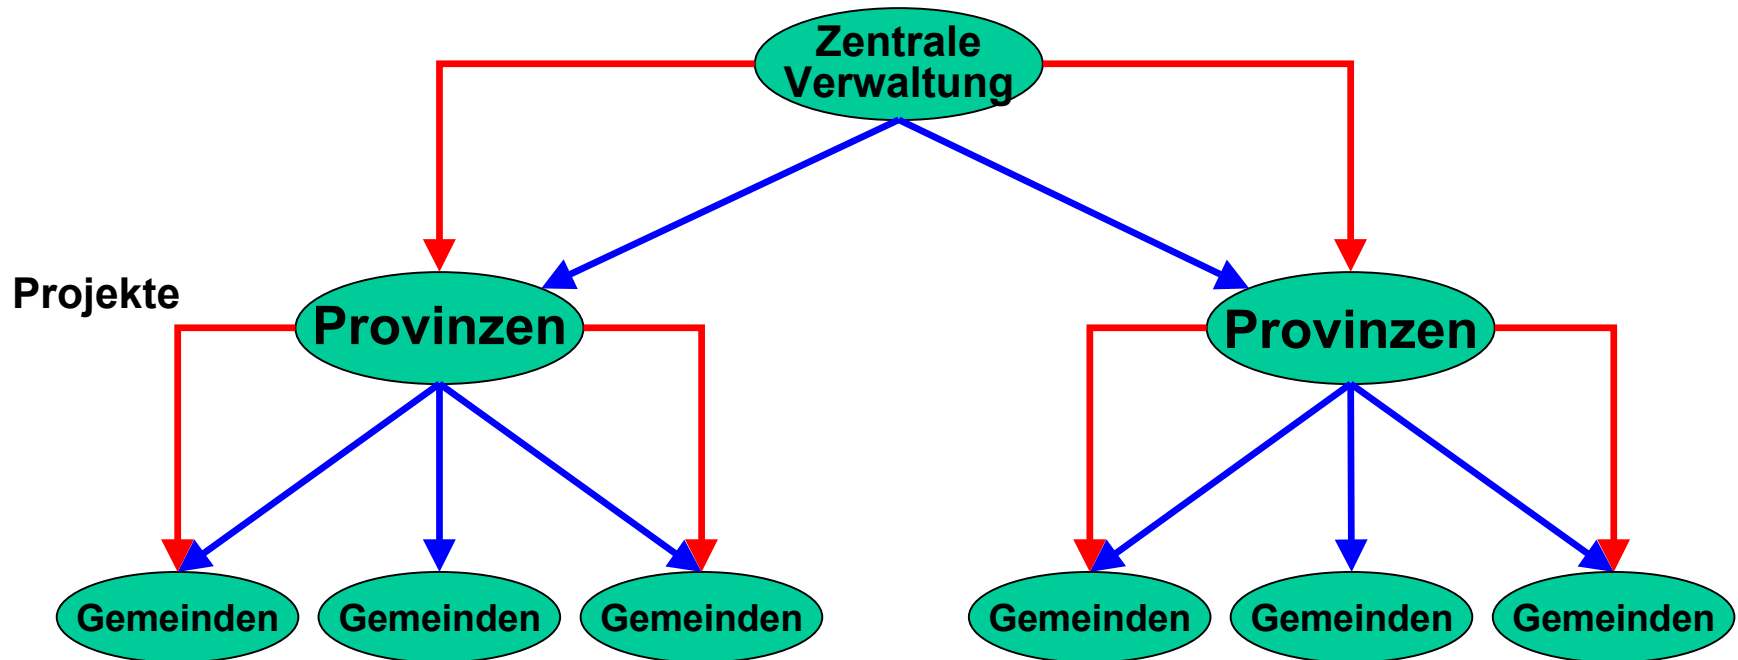 Zentrale
Verwaltung
Projekte
Provinzen
Provinzen
Gemeinden
Gemeinden
Gemeinden
Gemeinden
Gemeinden
Gemeinden